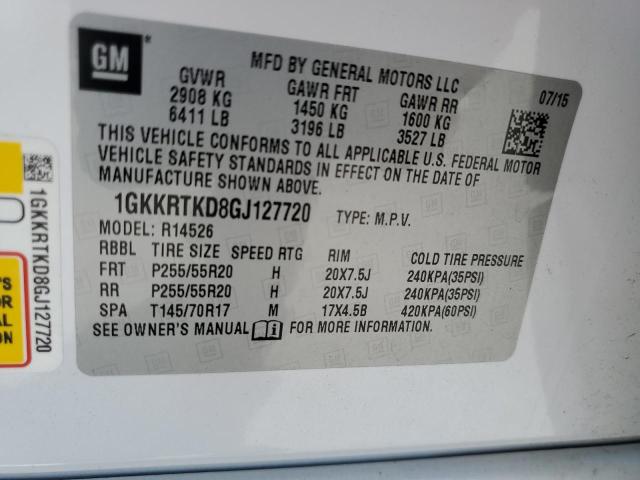 GM
MFD BY GENERAL MOTORS LLC
07/15
GVWR GAWR FRT GAWR RR
2908 KG 1450 KG 1600 KG
6411 LB 3196 LB 3527 LB
THIS VEHICLE CONFORMS TO ALL APPLICABLE U.S. FEDERAL MOTOR
VEHICLE SAFETY STANDARDS IN EFFECT ON THE DATE OF
MANUFACTURE SHOWN ABOVE.
1GKKRTKD8GJ127720 TYPE: M.P.V.
MODEL: R14526
RBBL TIRE SIZE SPEED RTG RIM COLD TIRE PRESSURE
FRT P255/55R20 H 20X7.5J 240KPA(35PSI)
RR P255/55R20 H 20X7.5J 240KPA(35PSI)
SPA T145/70R17 M 17X4.5B 420KPA(60PSI)
SEE OWNER'S MANUAL FOR MORE INFORMATION.
1GKKRTKD8GJ127720